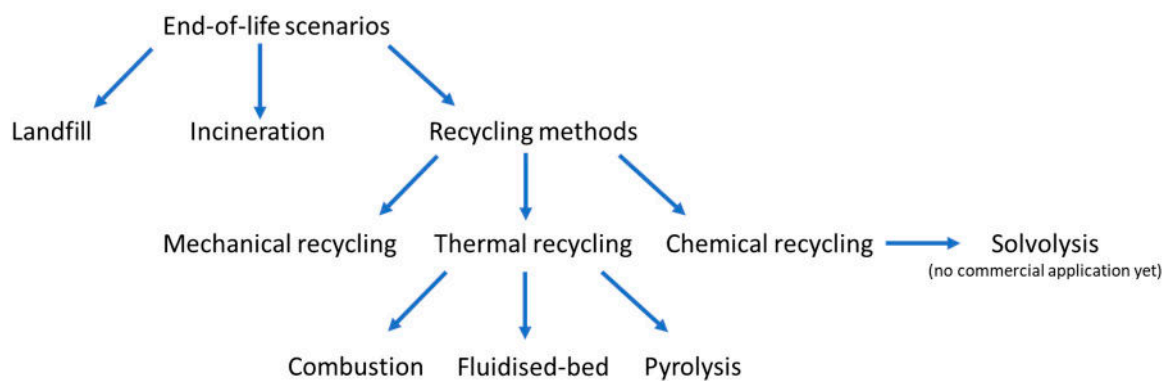 End-of-life scenarios
Landfill
Incineration
Recycling methods
Mechanical recycling
Thermal recycling
Chemical recycling
Solvolysis
(no commercial application yet)
Combustion
Fluidised-bed
Pyrolysis